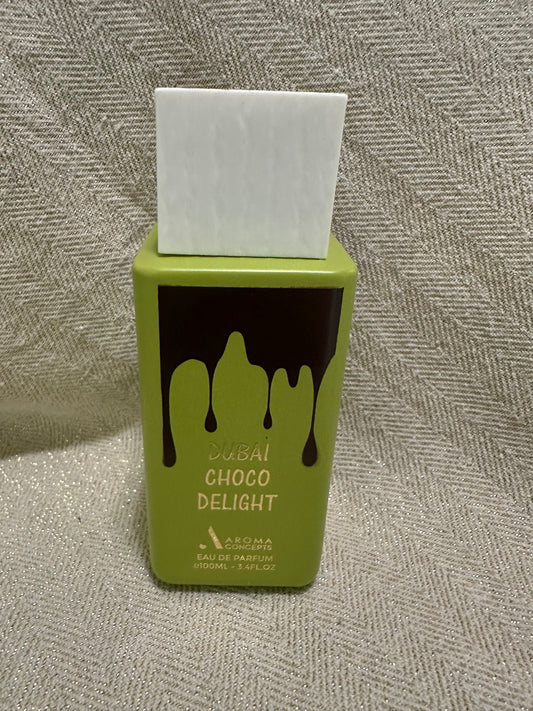 DUBAI
CHOCO
DELIGHT
AROMA
CONCEPTS
EAU DE PARFUM
℮100ML - 3.4FL.OZ